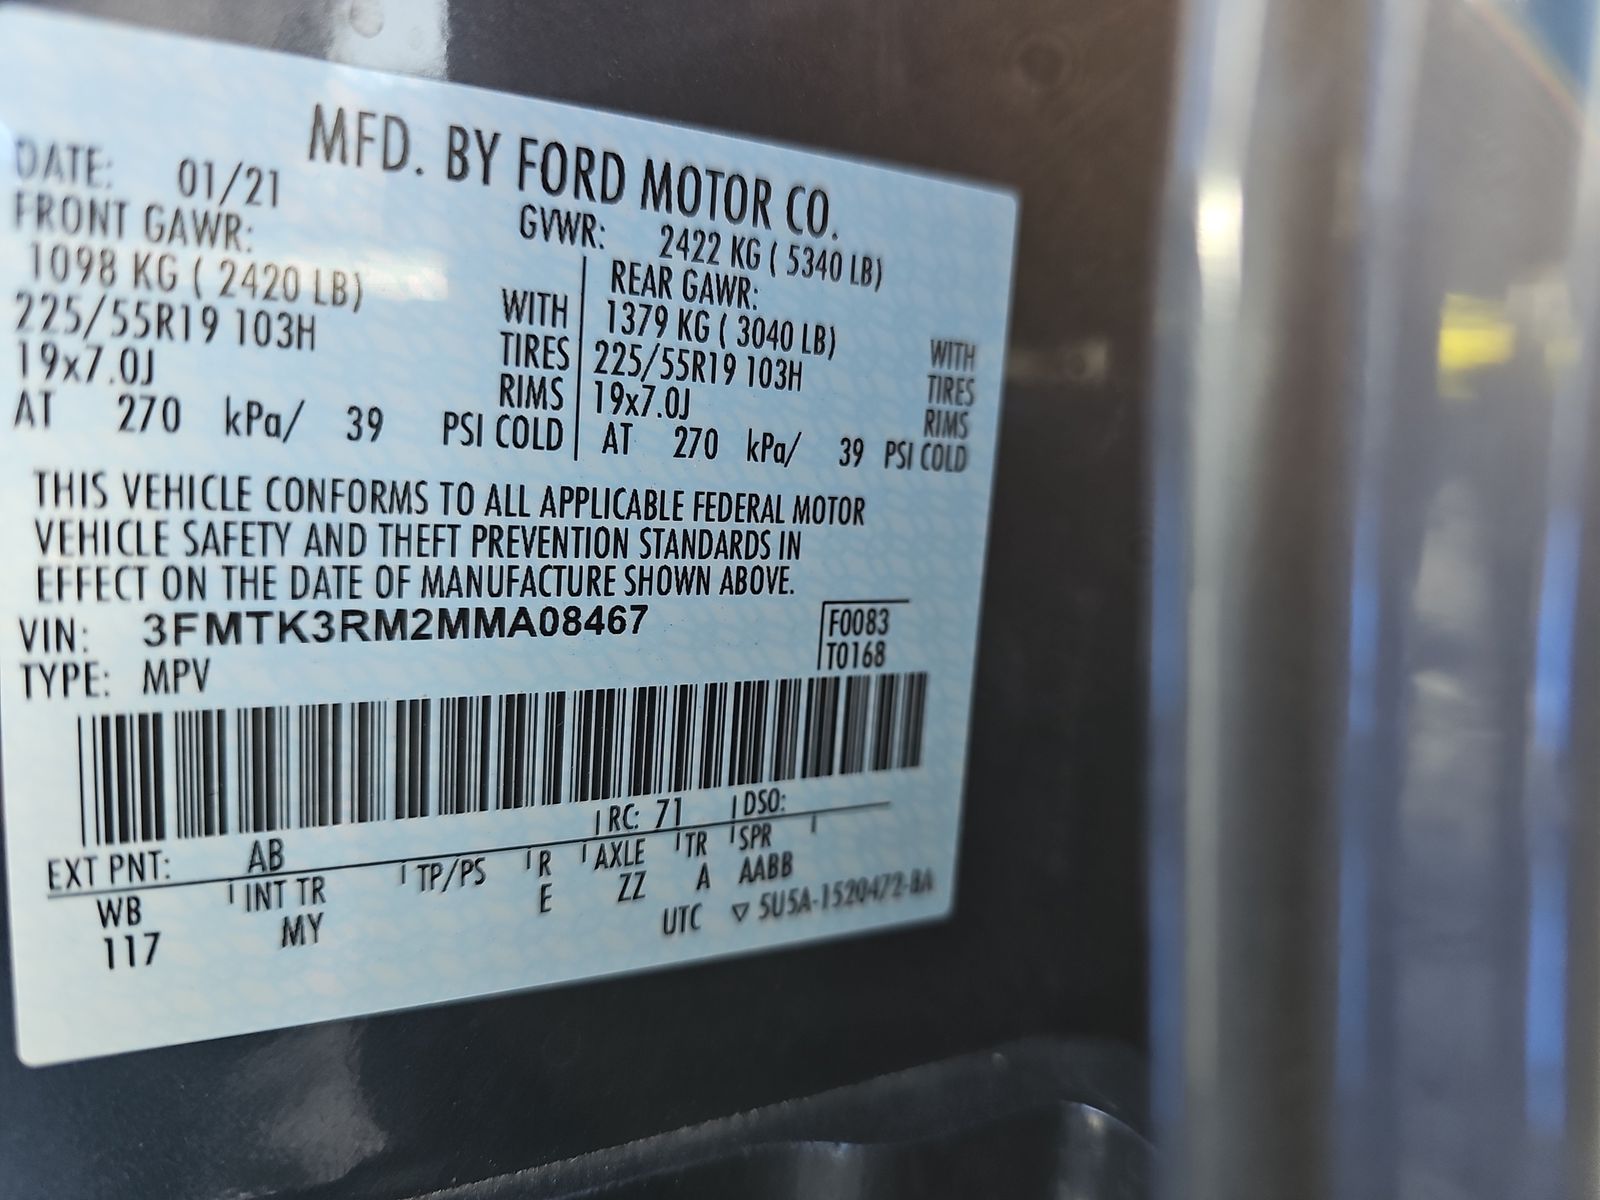 MFD. BY FORD MOTOR CO.
DATE: 01/21
GVWR: 2422 KG ( 5340 LB)
FRONT GAWR:
1098 KG ( 2420 LB) WITH
225/55R19 103H TIRES
19x7.0J RIMS
AT 270 kPa/ 39 PSI COLD
REAR GAWR:
1379 KG ( 3040 LB) WITH
225/55R19 103H TIRES
19x7.0J RIMS
AT 270 kPa/ 39 PSI COLD
THIS VEHICLE CONFORMS TO ALL APPLICABLE FEDERAL MOTOR
VEHICLE SAFETY AND THEFT PREVENTION STANDARDS IN
EFFECT ON THE DATE OF MANUFACTURE SHOWN ABOVE.
VIN: 3FMTK3RM2MMA08467
F0083
TYPE: MPV
T0168
EXT PNT: AB RC: 71 DSO:
WB INT TR TP/PS R AXLE TR SPR
117 MY E ZZ A AABB
UTC ▽ 5U5A-1520472-BA